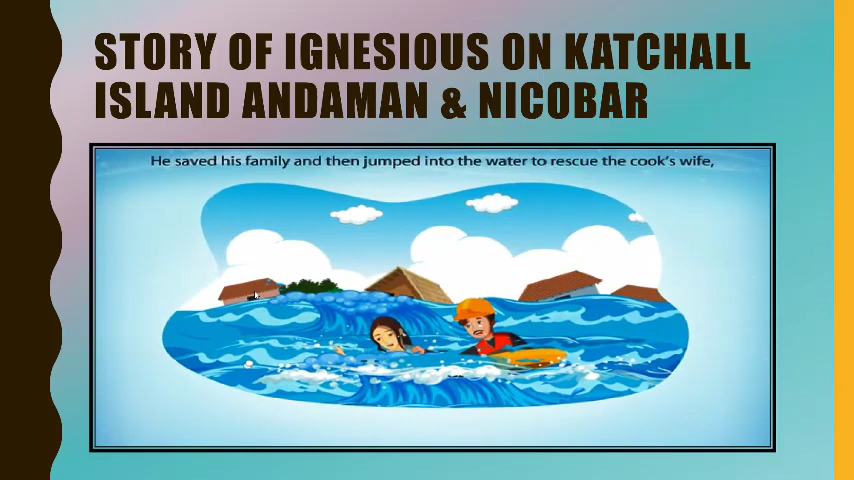 STORY OF IGNESIOUS ON KATCHALL
ISLAND ANDAMAN & NICOBAR
He saved his family and then jumped into the water to rescue the cook's wife,